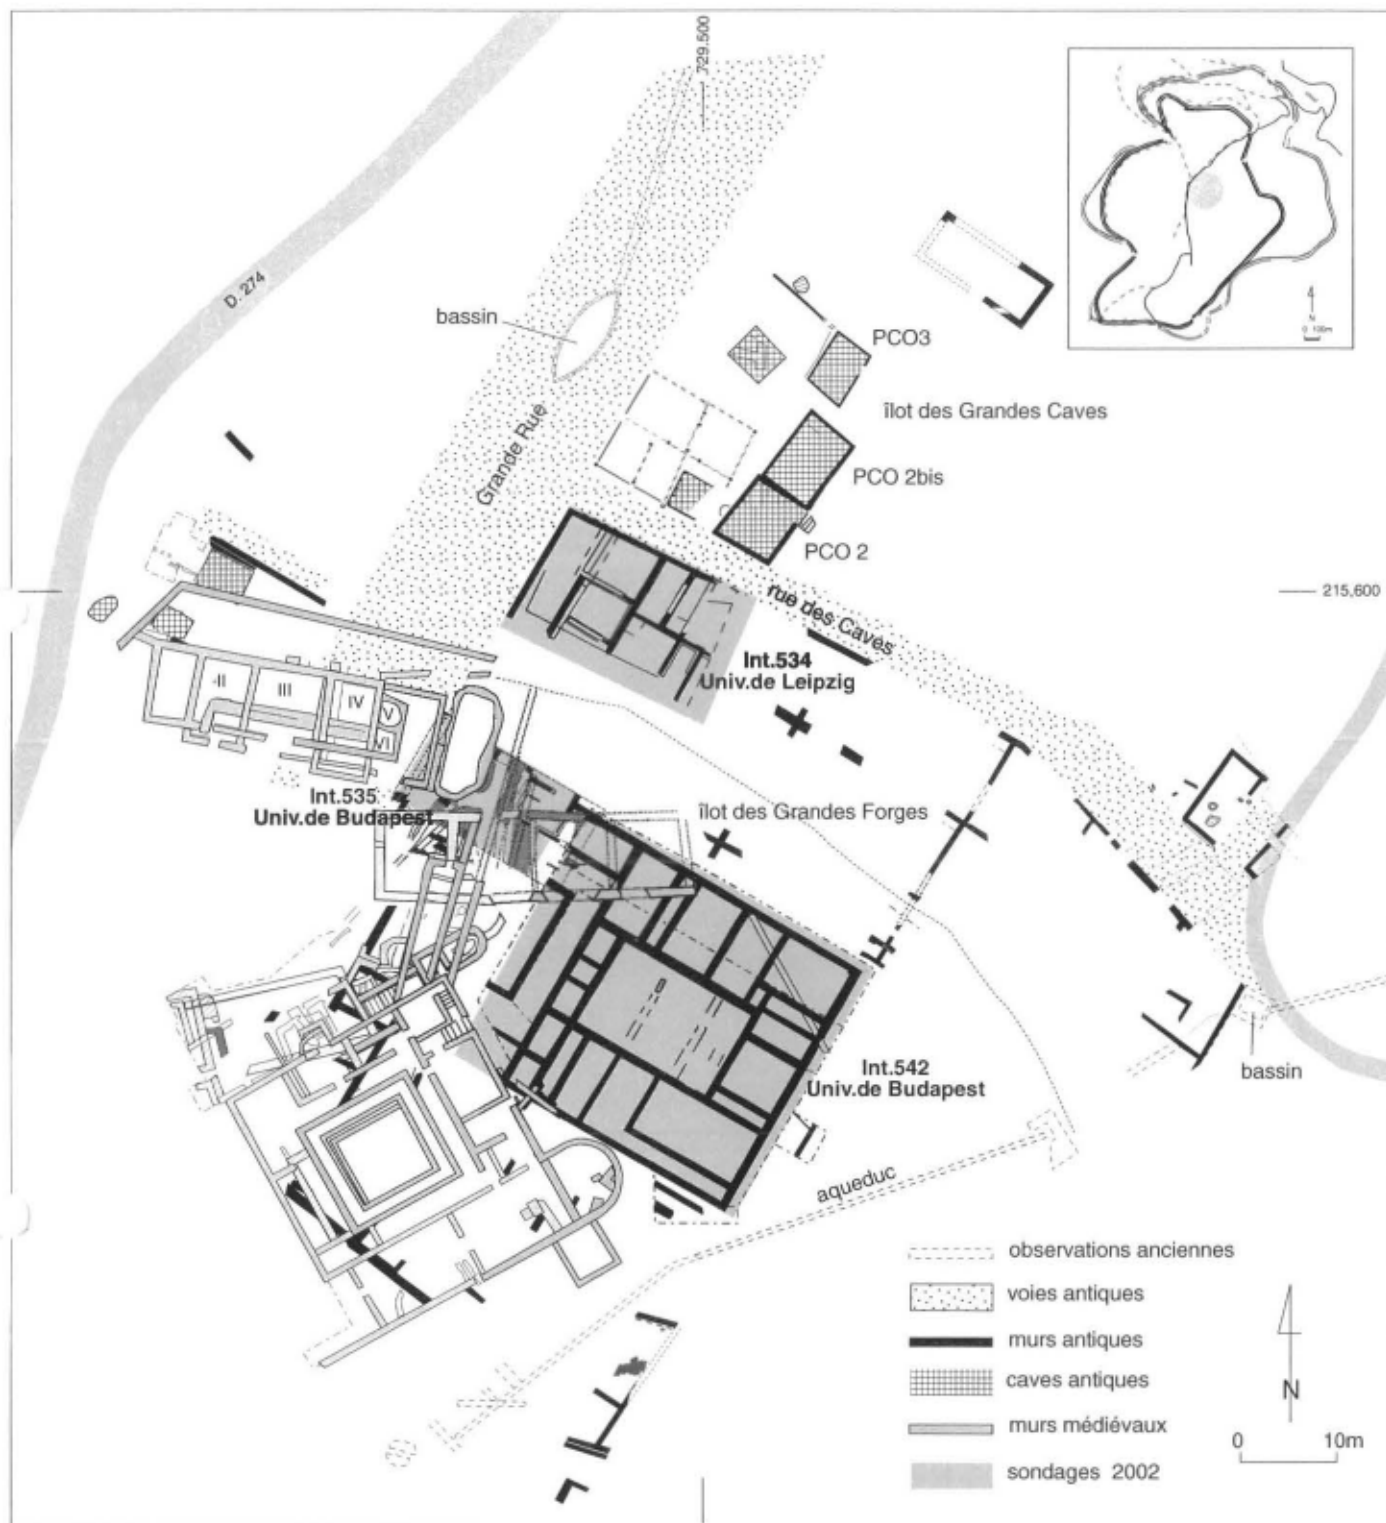 729.500
4
N
0 100m
D. 274
bassin
Grande Rue
PCO3
îlot des Grandes Caves
PCO 2bis
PCO 2
rue des Caves
215,600
Int.534
Univ.de Leipzig
II
III
IV
V
VI
Int.535
Univ.de Budapest
îlot des Grandes Forges
Int.542
Univ.de Budapest
bassin
aqueduc
observations anciennes
voies antiques
murs antiques
caves antiques
murs médiévaux
sondages 2002
N
0 10m